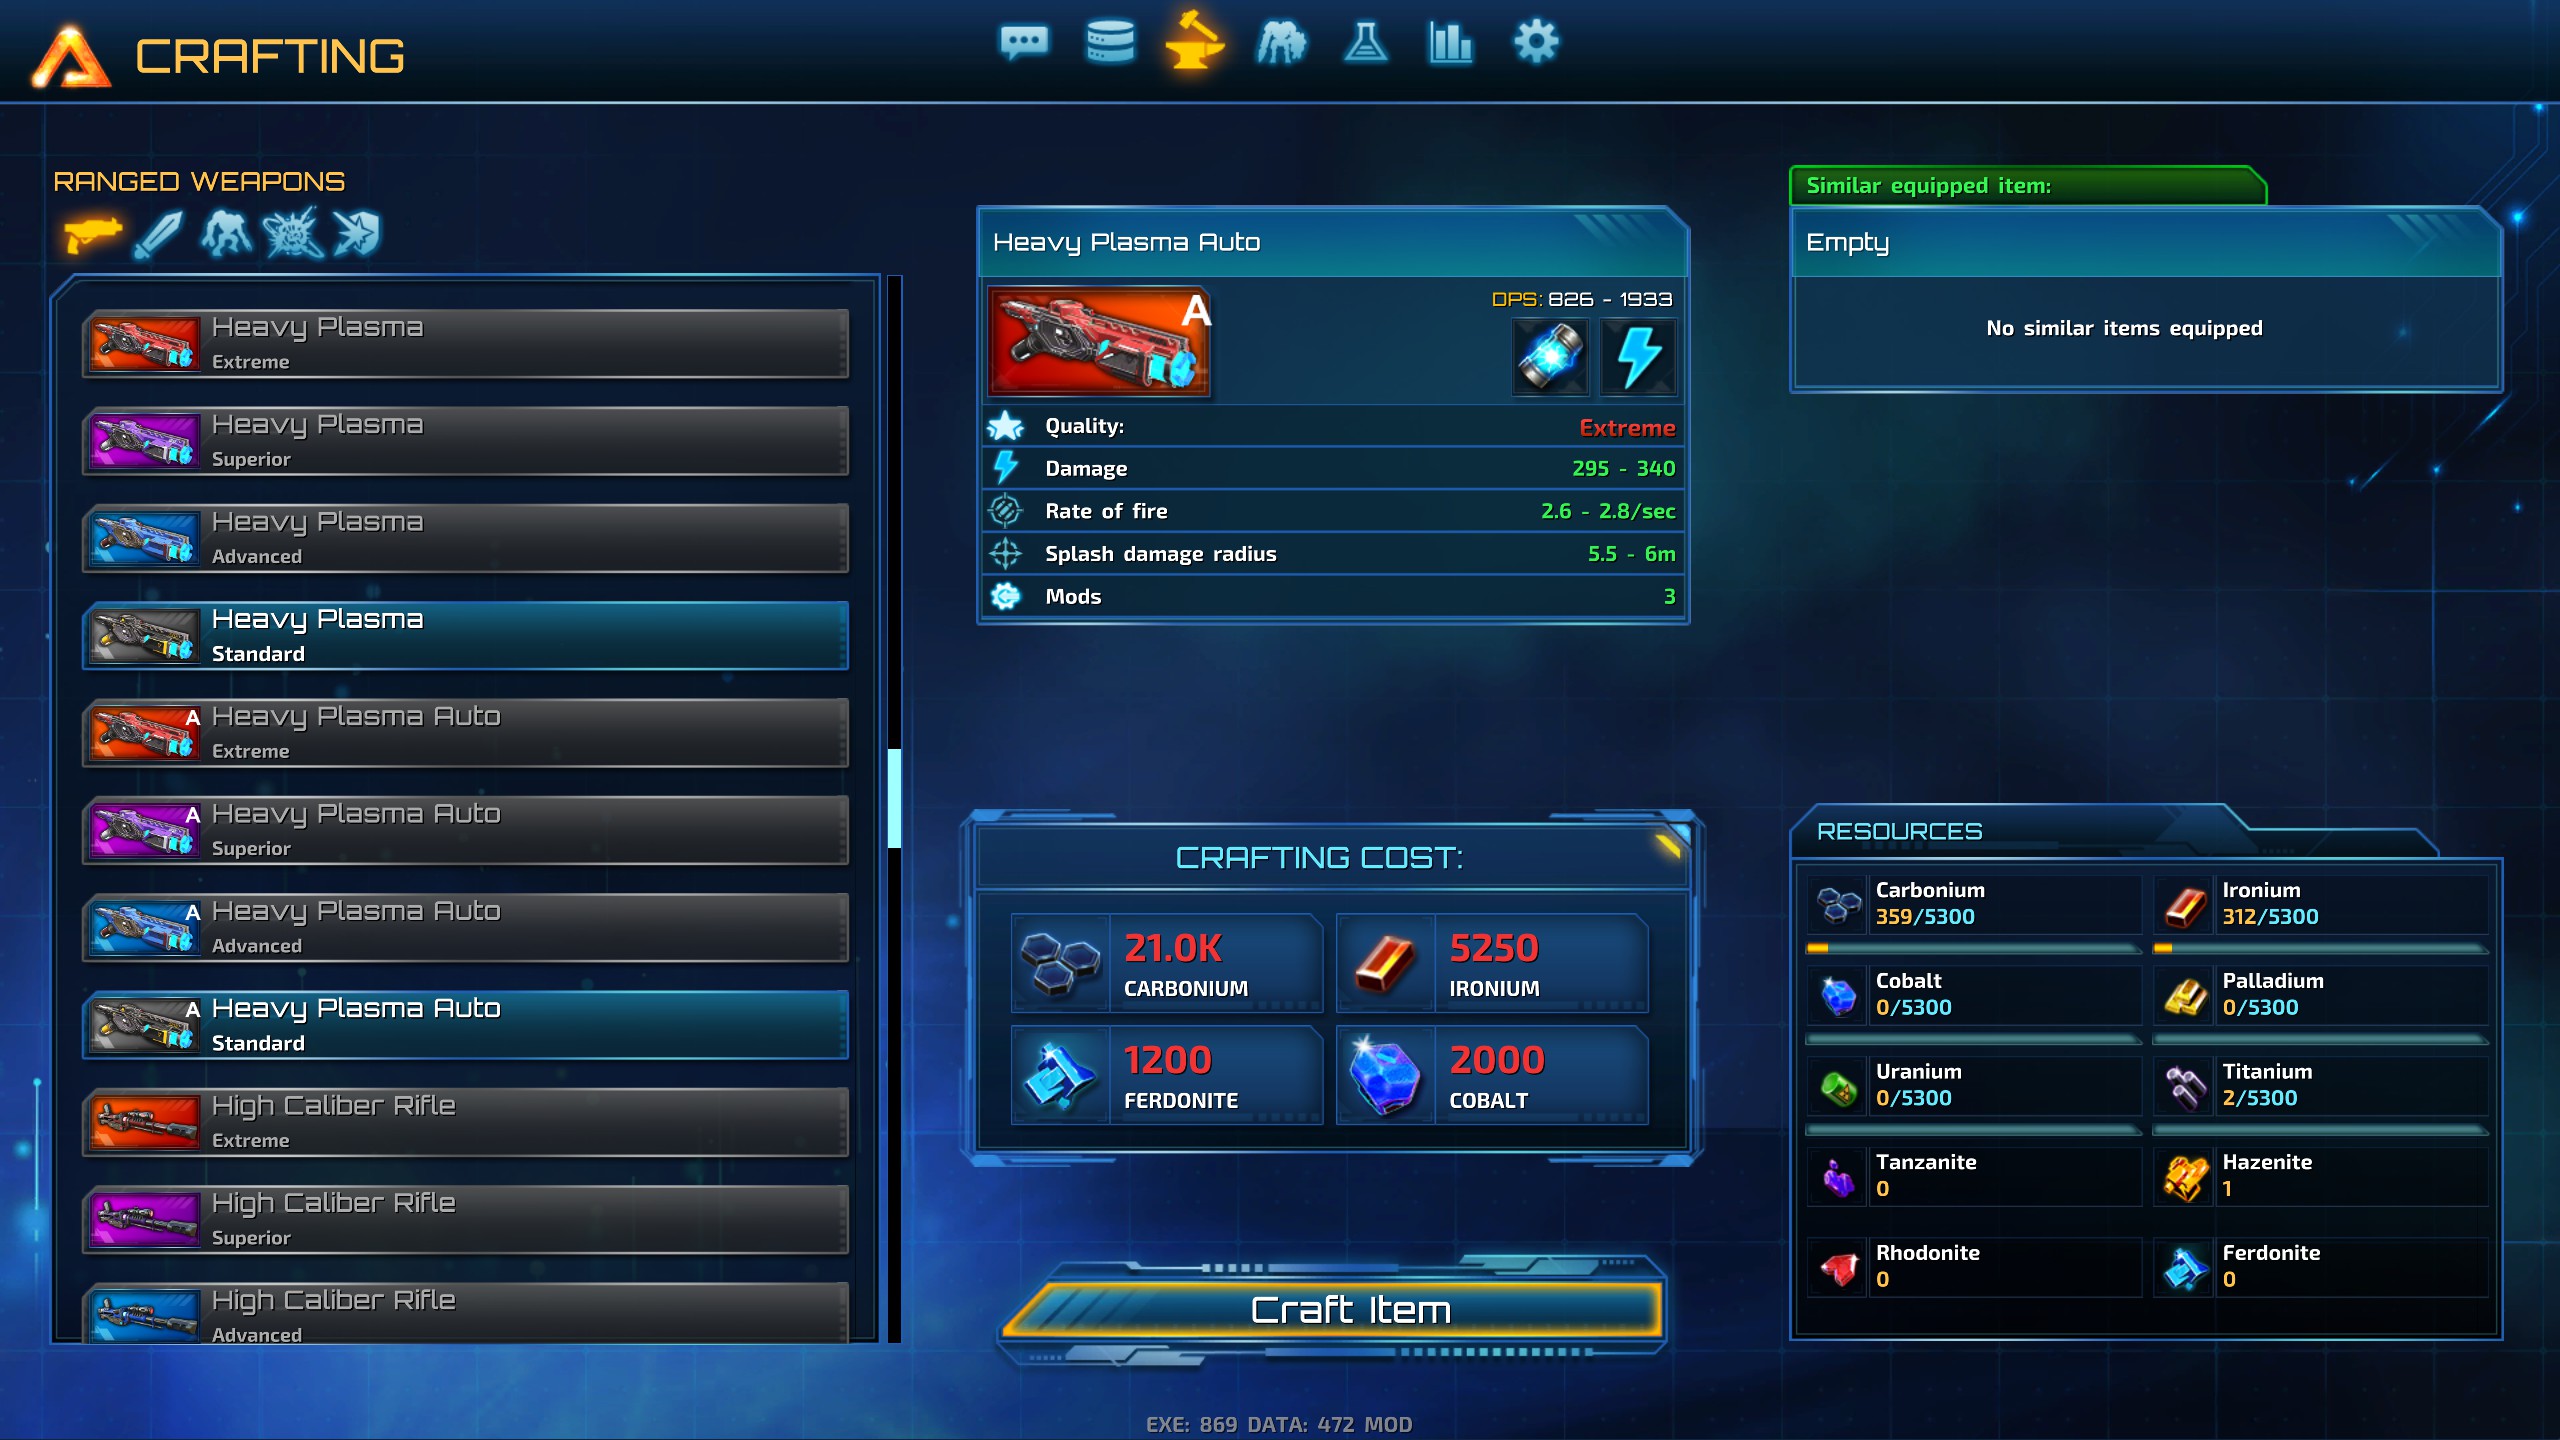 CRAFTING
RANGED WEAPONS
Heavy Plasma
Extreme
Heavy Plasma
Superior
Heavy Plasma
Advanced
Heavy Plasma
Standard
A
Heavy Plasma Auto
Extreme
A
Heavy Plasma Auto
Superior
A
Heavy Plasma Auto
Advanced
A
Heavy Plasma Auto
Standard
High Caliber Rifle
Extreme
High Caliber Rifle
Superior
High Caliber Rifle
Advanced
Heavy Plasma Auto
A
DPS: 826 - 1933
Quality: Extreme
Damage 295 - 340
Rate of fire 2.6 - 2.8/sec
Splash damage radius 5.5 - 6m
Mods 3
Similar equipped item:
Empty
No similar items equipped
CRAFTING COST:
21.0K
CARBONIUM
5250
IRONIUM
1200
FERDONITE
2000
COBALT
Craft Item
RESOURCES
Carbonium
359/5300
Ironium
312/5300
Cobalt
0/5300
Palladium
0/5300
Uranium
0/5300
Titanium
2/5300
Tanzanite
0
Hazenite
1
Rhodonite
0
Ferdonite
0
EXE: 869 DATA: 472 MOD